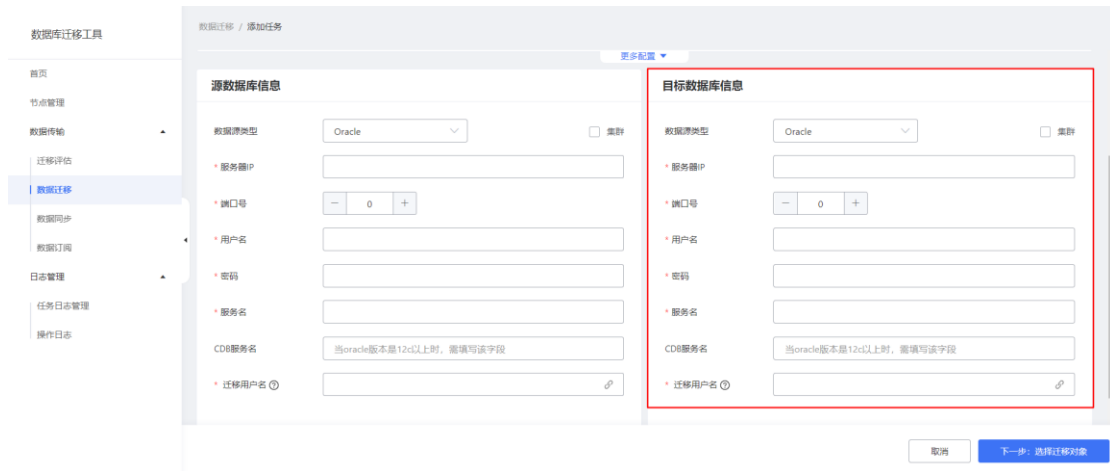 数据库迁移工具
首页
节点管理
数据传输
迁移评估
数据迁移
数据同步
数据订阅
日志管理
任务日志管理
操作日志
数据迁移 / 添加任务
更多配置
源数据库信息
数据源类型 Oracle 集群
* 服务器IP
* 端口号 − 0 +
* 用户名
* 密码
* 服务名
CDB服务名 当oracle版本是12c以上时，需填写该字段
* 迁移用户名
目标数据库信息
数据源类型 Oracle 集群
* 服务器IP
* 端口号 − 0 +
* 用户名
* 密码
* 服务名
CDB服务名 当oracle版本是12c以上时，需填写该字段
* 迁移用户名
取消
下一步：选择迁移对象